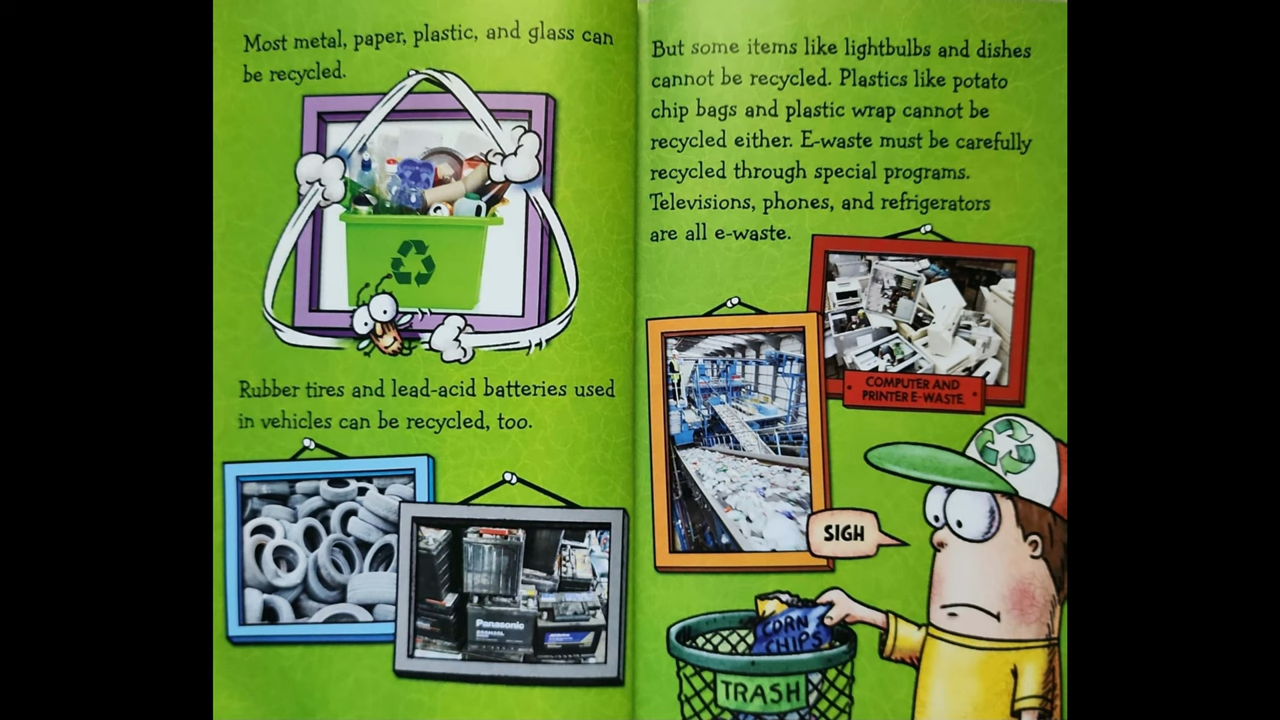 Most metal, paper, plastic, and glass can
be recycled.
Rubber tires and lead-acid batteries used
in vehicles can be recycled, too.
Panasonic
But some items like lightbulbs and dishes
cannot be recycled. Plastics like potato
chip bags and plastic wrap cannot be
recycled either. E-waste must be carefully
recycled through special programs.
Televisions, phones, and refrigerators
are all e-waste.
COMPUTER AND
PRINTER E-WASTE
SIGH
CORN
CHIPS
TRASH